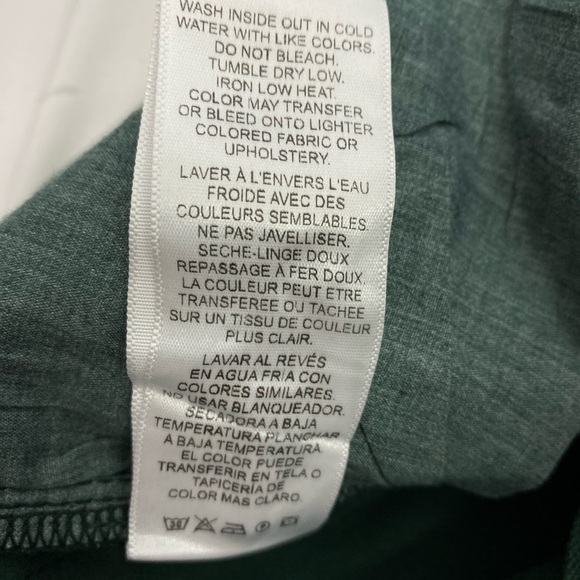 WASH INSIDE OUT IN COLD
WATER WITH LIKE COLORS.
DO NOT BLEACH.
TUMBLE DRY LOW.
IRON LOW HEAT.
COLOR MAY TRANSFER
OR BLEED ONTO LIGHTER
COLORED FABRIC OR
UPHOLSTERY.
LAVER À L'ENVERS L'EAU
FROIDE AVEC DES
COULEURS SEMBLABLES.
NE PAS JAVELLISER.
SECHE-LINGE DOUX
REPASSAGE À FER DOUX.
LA COULEUR PEUT ETRE
TRANSFEREE OU TACHEE
SUR UN TISSU DE COULEUR
PLUS CLAIR.
LAVAR AL REVÉS
EN AGUA FRIA CON
COLORES SIMILARES.
NO USAR BLANQUEADOR.
SECADORA A BAJA
TEMPERATURA PLANCHAR
A BAJA TEMPERATURA
EL COLOR PUEDE
TRANSFERIR EN TELA O
TAPICERÍA DE
COLOR MAS CLARO.